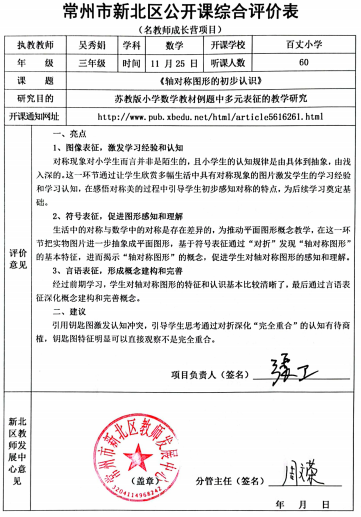 常州市新北区公开课综合评价表
（名教师成长营项目）
执教教师 吴秀娟 学科 数学 开课学校 百丈小学
年 级 三年级 时间 11 月 25 日 听课人数 60
课 题 《轴对称图形的初步认识》
研究目的 苏教版小学数学教材例题中多元表征的教学研究
开课通知网址 http://www.pub.xbedu.net/html/article5616261.html
评价意见
一、亮点
1、图像表征，激发学习经验和认知
对称现象对小学生而言并非是陌生的，且小学生的认知规律是由具体到抽象，由浅
入深的。这一环节通过让学生欣赏多幅生活中具有对称现象的图片激发学生的学习经验
和学习认知，在感悟对称美的过程中引导学生初步感知对称的特点，为后续学习奠定基
础。
2、符号表征，促进图形感知和理解
生活中的对称与数学中的对称是存在差异的，为推动平面图形概念教学，在这一环
节把实物图片进一步抽象成平面图形，基于符号表征通过“对折”发现“轴对称图形”
的基本特征，进而揭示“轴对称图形”的概念，促进学生对轴对称图形的感知和理解。
3、言语表征，形成概念建构和完善
经过前期学习，学生对轴对称图形的特征和认识基本比较清晰了，最后通过言语表
征深化概念建构和完善概念。
二、建议
引用钥匙图激发认知冲突，引导学生思考通过对折深化“完全重合”的认知有待商
榷，钥匙图特征明显可以直接观察不是完全重合。
项目负责人（签名）
新北区教师发展中心意见
常州市新北区教师发展中心
3204114968242
（盖章）
分管主任（签名）
年 月 日